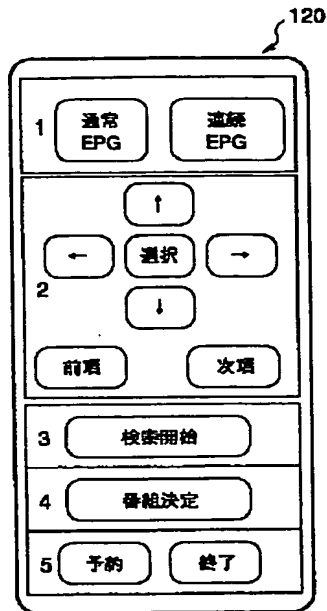 120
1 通常 連続
EPG EPG
↑
← 選択 →
2
↓
前項 次項
3 検索開始
4 番組決定
5 予約 終了